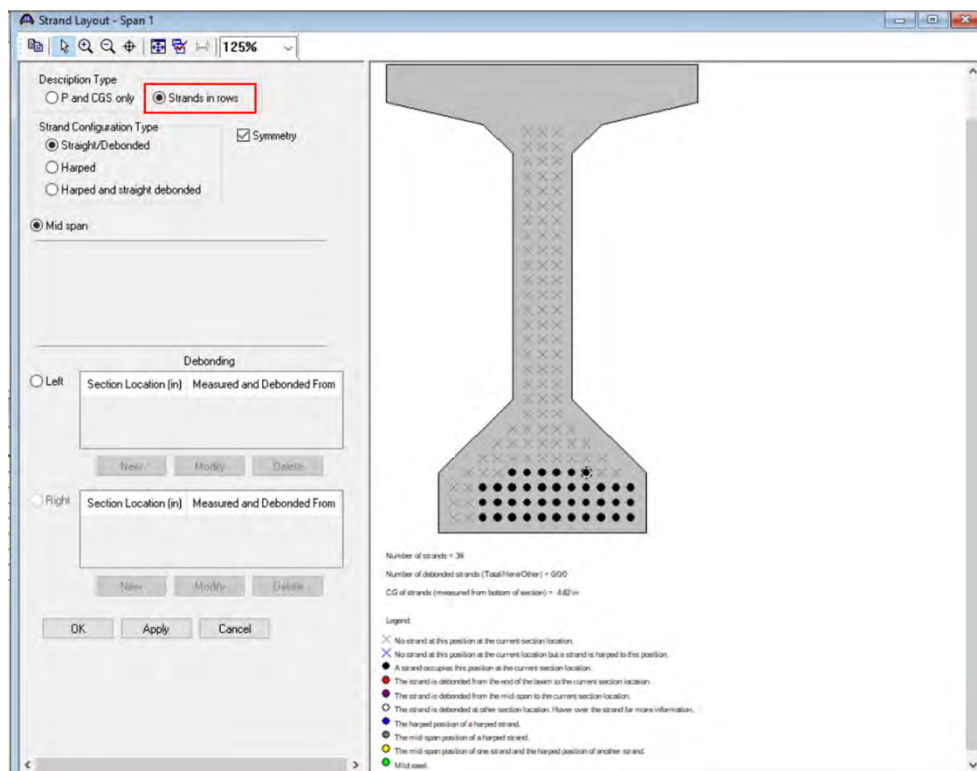 Strand Layout - Span 1
125%
Description Type
P and CGS only
Strands in rows
Strand Configuration Type
Symmetry
Straight/Debonded
Harped
Harped and straight debonded
Mid span
Debonding
Left
Section Location (in) Measured and Debonded From
New Modify Delete
Right
Section Location (in) Measured and Debonded From
New Modify Delete
OK Apply Cancel
Number of strands = 39
Number of debonded strands (Total/Here/Other) = 0/0/0
CG of strands (measured from bottom of section) = 4.62 in
Legend:
No strand at this position at the current section location.
No strand at this position at the current location but a strand is harped to this position.
A strand occupies this position at the current section location.
The strand is debonded from the end of the beam to the current section location.
The strand is debonded from the mid-span to the current section location.
The strand is debonded at other section location. Hover over the strand for more information.
The harped position of a harped strand.
The mid-span position of a harped strand.
The mid-span position of one strand and the harped position of another strand.
Mild steel.